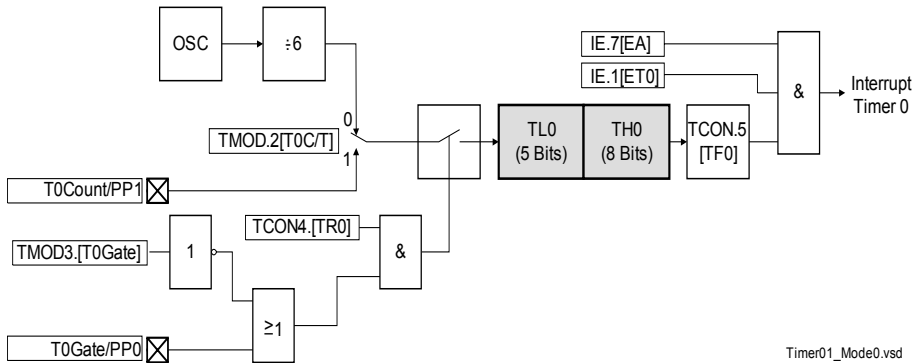 OSC
÷6
IE.7[EA]
IE.1[ET0]
&
Interrupt
Timer 0
0
TMOD.2[T0C/T]
1
TL0
(5 Bits)
TH0
(8 Bits)
TCON.5
[TF0]
T0Count/PP1
TCON4.[TR0]
&
TMOD3.[T0Gate]
1
≥1
T0Gate/PP0
Timer01_Mode0.vsd